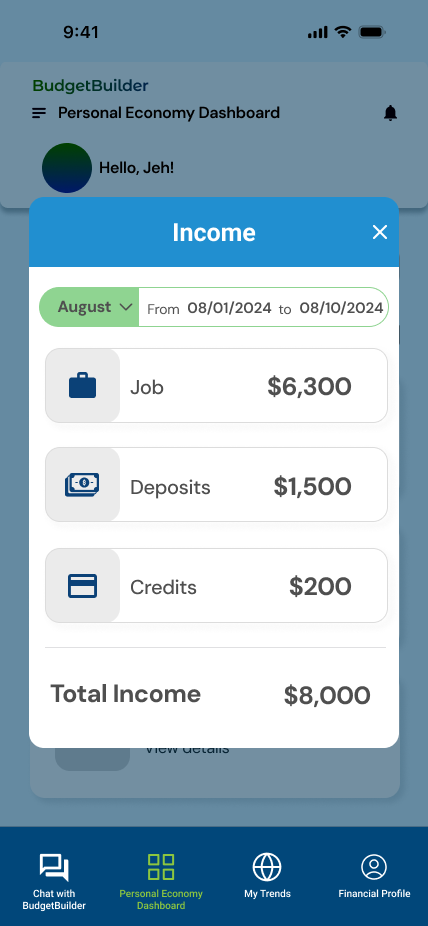 9:41
BudgetBuilder
Personal Economy Dashboard
Hello, Jeh!
Income
August From 08/01/2024 to 08/10/2024
Job $6,300
Deposits $1,500
Credits $200
Total Income $8,000
View details
Chat with
BudgetBuilder
Personal Economy
Dashboard
My Trends
Financial Profile